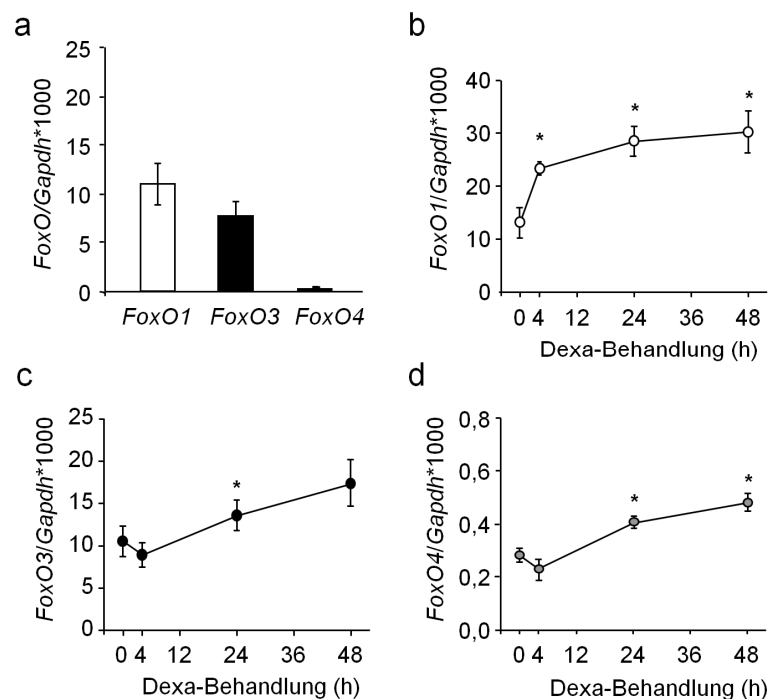 a
25
20
15
10
5
0
FoxO/Gapdh*1000
FoxO1 FoxO3 FoxO4
b
40
30
20
10
0
FoxO1/Gapdh*1000
*
*
*
0 4 12 24 36 48
Dexa-Behandlung (h)
c
25
20
15
10
5
0
FoxO3/Gapdh*1000
*
0 4 12 24 36 48
Dexa-Behandlung (h)
d
0,8
0,6
0,4
0,2
0,0
FoxO4/Gapdh*1000
*
*
0 4 12 24 36 48
Dexa-Behandlung (h)